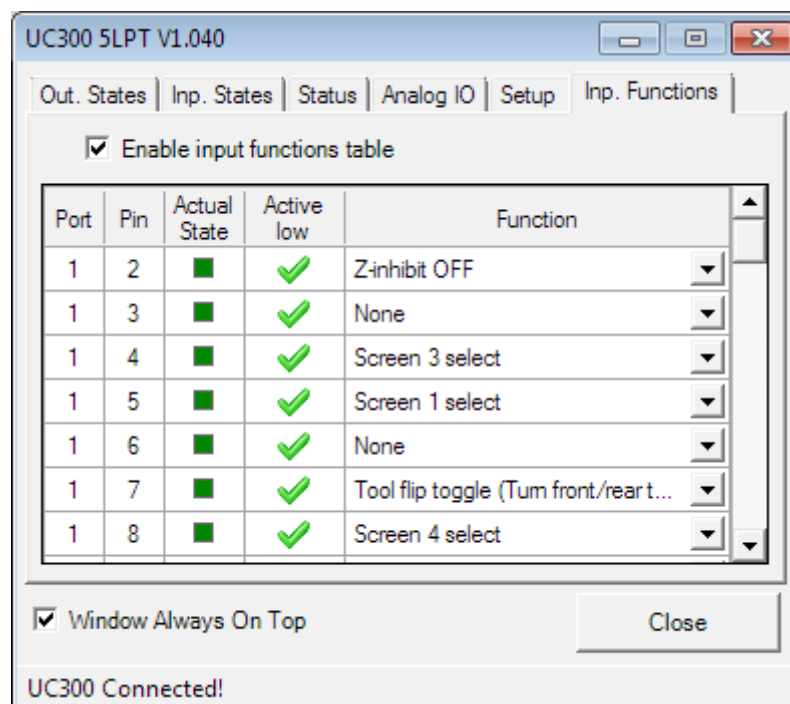 UC300 5LPT V1.040
Out. States Inp. States Status Analog IO Setup Inp. Functions
Enable input functions table
Port Pin Actual State Active low Function
1 2 Z-inhibit OFF
1 3 None
1 4 Screen 3 select
1 5 Screen 1 select
1 6 None
1 7 Tool flip toggle (Turn front/rear t...
1 8 Screen 4 select
Window Always On Top Close
UC300 Connected!